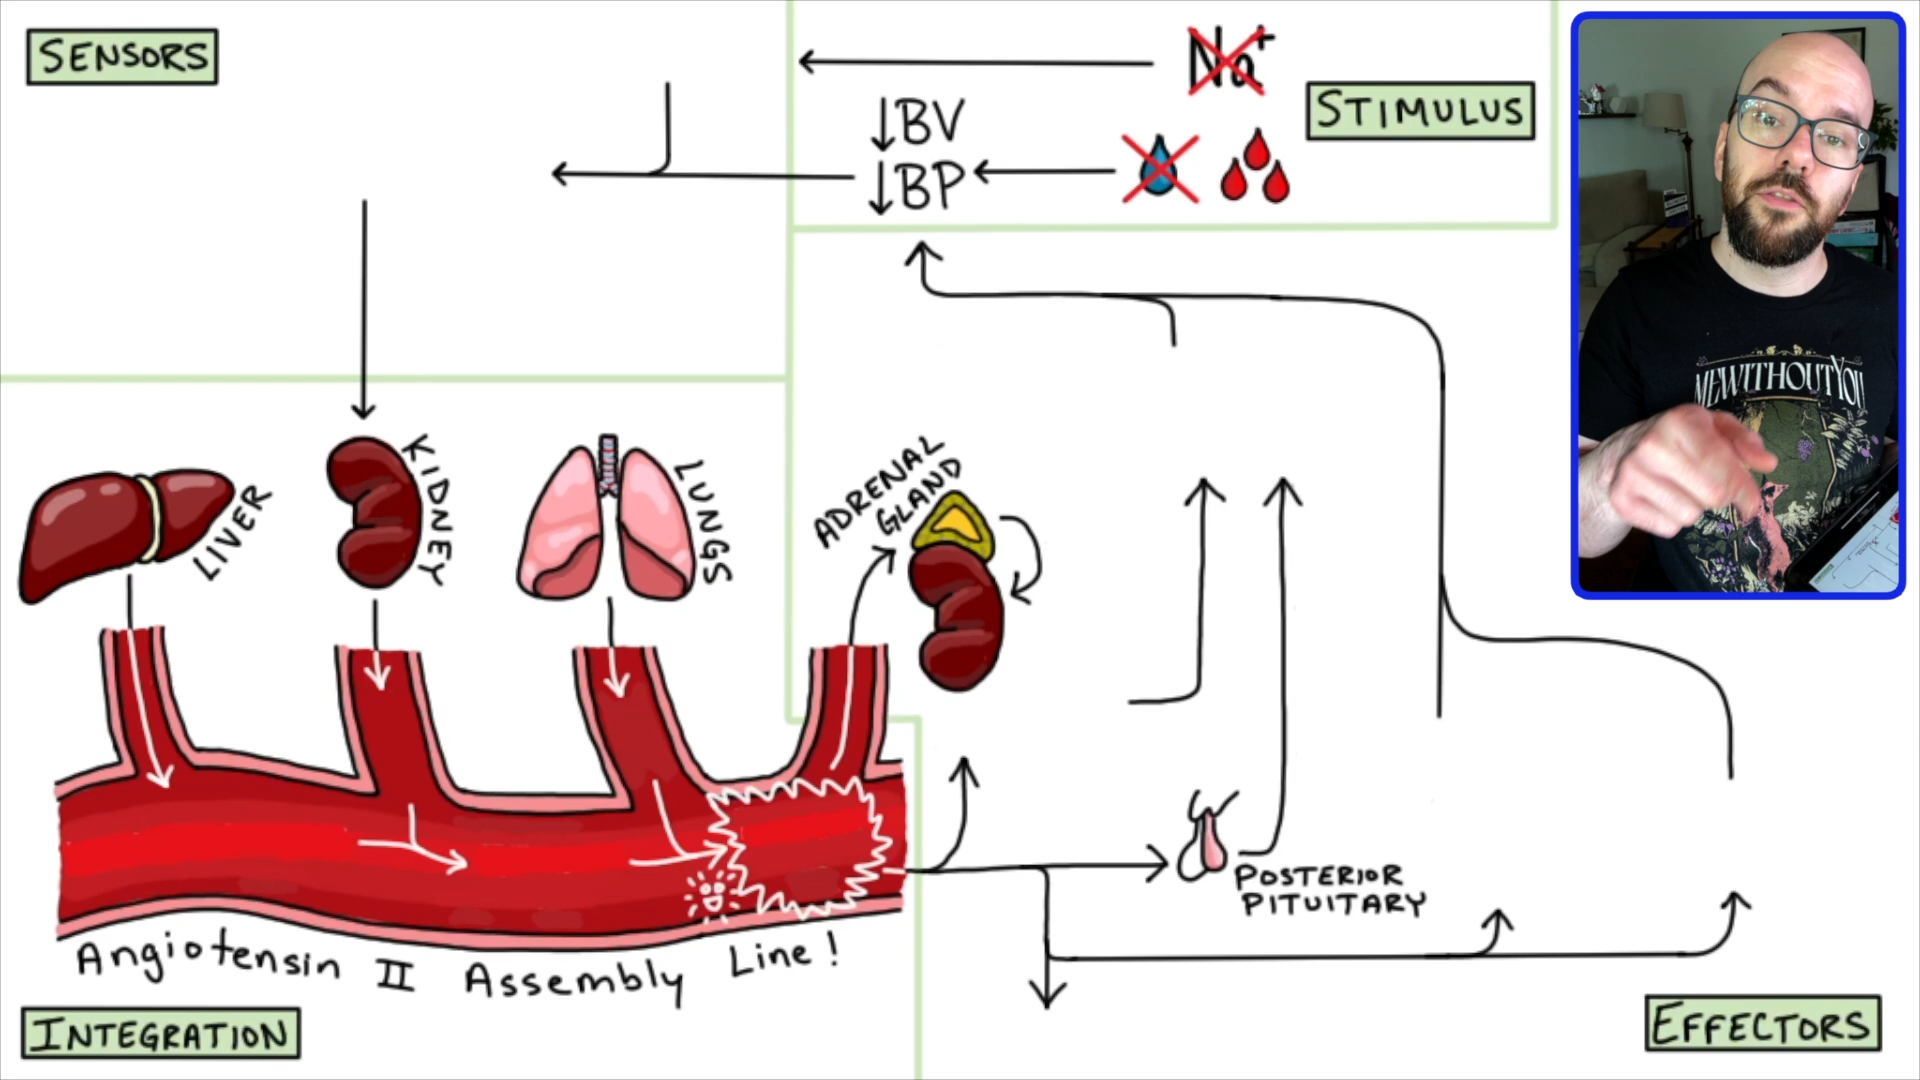 SENSORS
Na+
STIMULUS
↓BV
↓BP
MEWITHOUTYOU
LIVER
KIDNEY
LUNGS
ADRENAL
GLAND
POSTERIOR
PITUITARY
Angiotensin II Assembly Line!
INTEGRATION
EFFECTORS